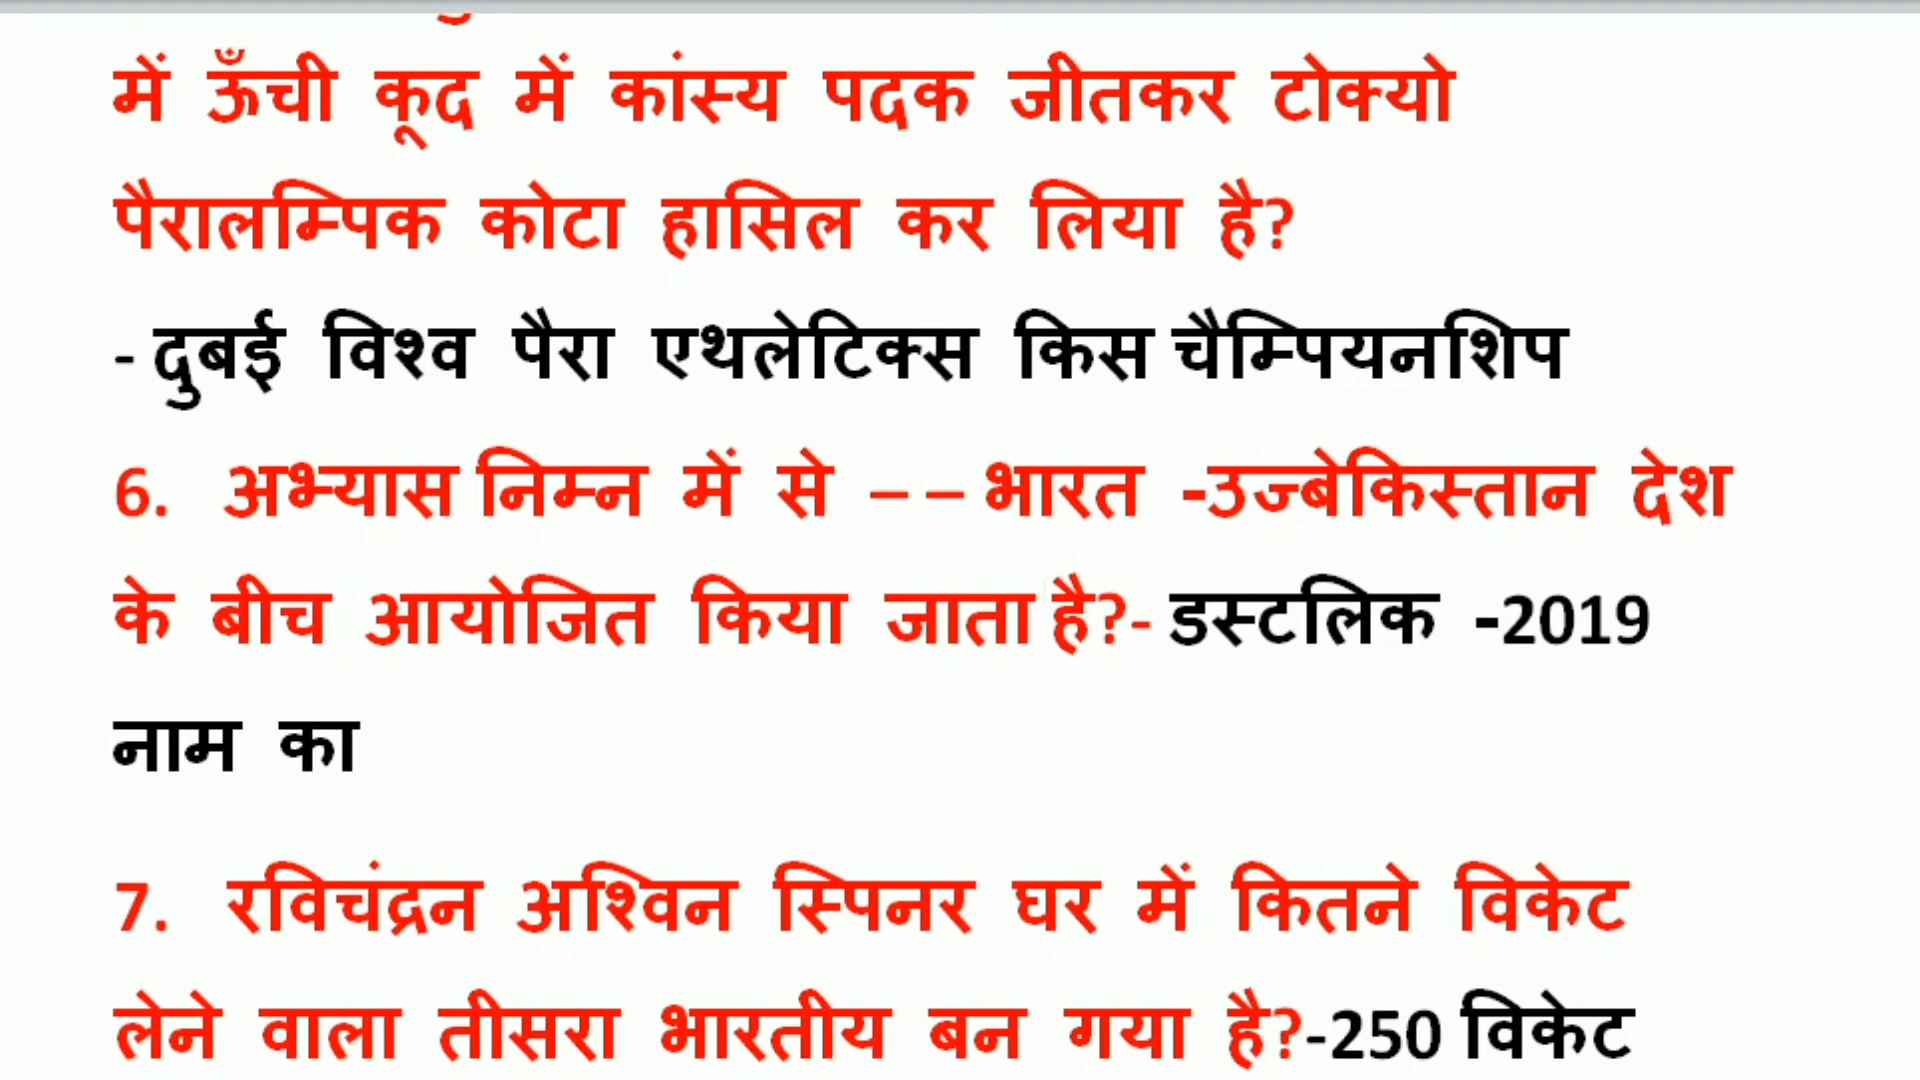 में ऊँची कूद में कांस्य पदक जीतकर टोक्यो
पैरालम्पिक कोटा हासिल कर लिया है?
- दुबई विश्व पैरा एथलेटिक्स किस चैम्पियनशिप
6. अभ्यास निम्न में से – – भारत -उज्बेकिस्तान देश
के बीच आयोजित किया जाता है?- डस्टलिक -2019
नाम का
7. रविचंद्रन अश्विन स्पिनर घर में कितने विकेट
लेने वाला तीसरा भारतीय बन गया है?-250 विकेट